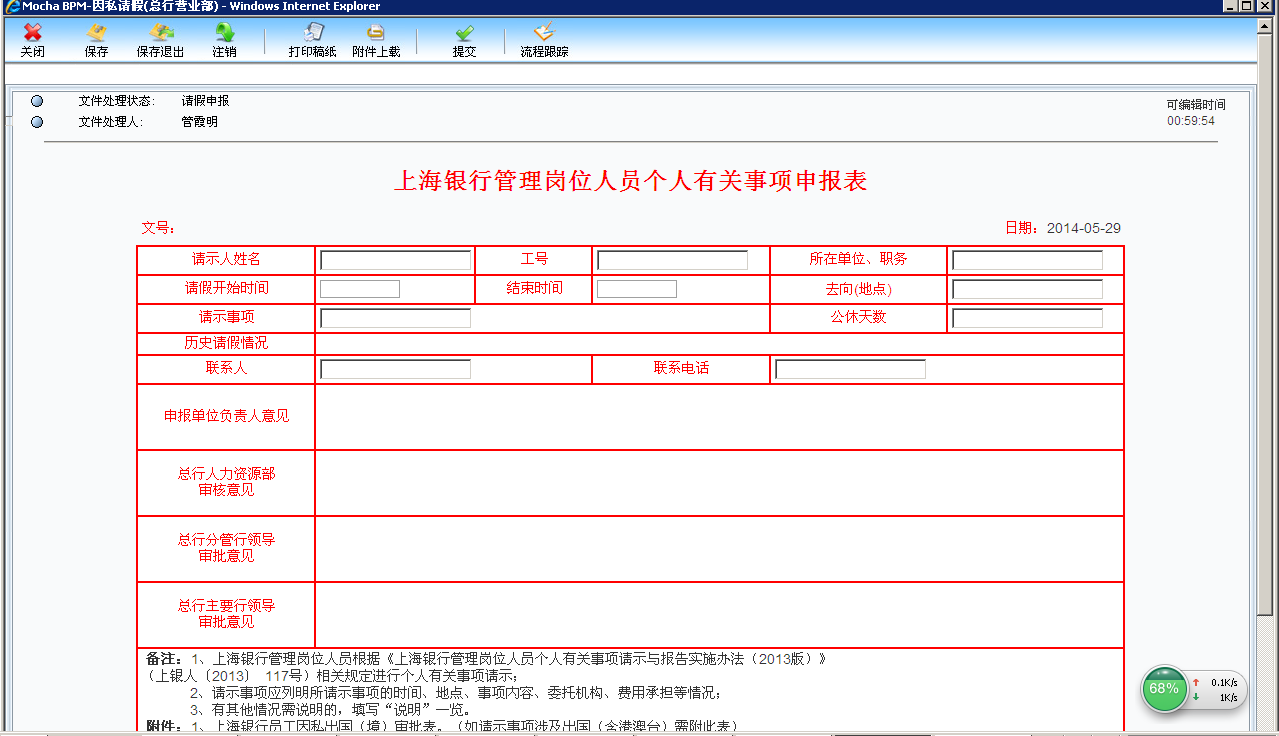 Mocha BPM-因私请假(总行营业部) - Windows Internet Explorer
关闭 保存 保存退出 注销 打印稿纸 附件上载 提交 流程跟踪
文件处理状态: 请假申报
可编辑时间
文件处理人: 管霞明
00:59:54
上海银行管理岗位人员个人有关事项申报表
文号:
日期: 2014-05-29
请示人姓名 工号 所在单位、职务
请假开始时间 结束时间 去向(地点)
请示事项 公休天数
历史请假情况
联系人 联系电话
申报单位负责人意见
总行人力资源部
审核意见
总行分管行领导
审批意见
总行主要行领导
审批意见
备注：1、上海银行管理岗位人员根据《上海银行管理岗位人员个人有关事项请示与报告实施办法（2013版）》
（上银人〔2013〕 117号）相关规定进行个人有关事项请示；
2、请示事项应列明所请示事项的时间、地点、事项内容、委托机构、费用承担等情况；
3、有其他情况需说明的，填写“说明”一览。
附件：1、上海银行员工因私出国（境）审批表。（如请示事项涉及出国（含港澳台）需附此表）
68%
0.1K/s
1K/s